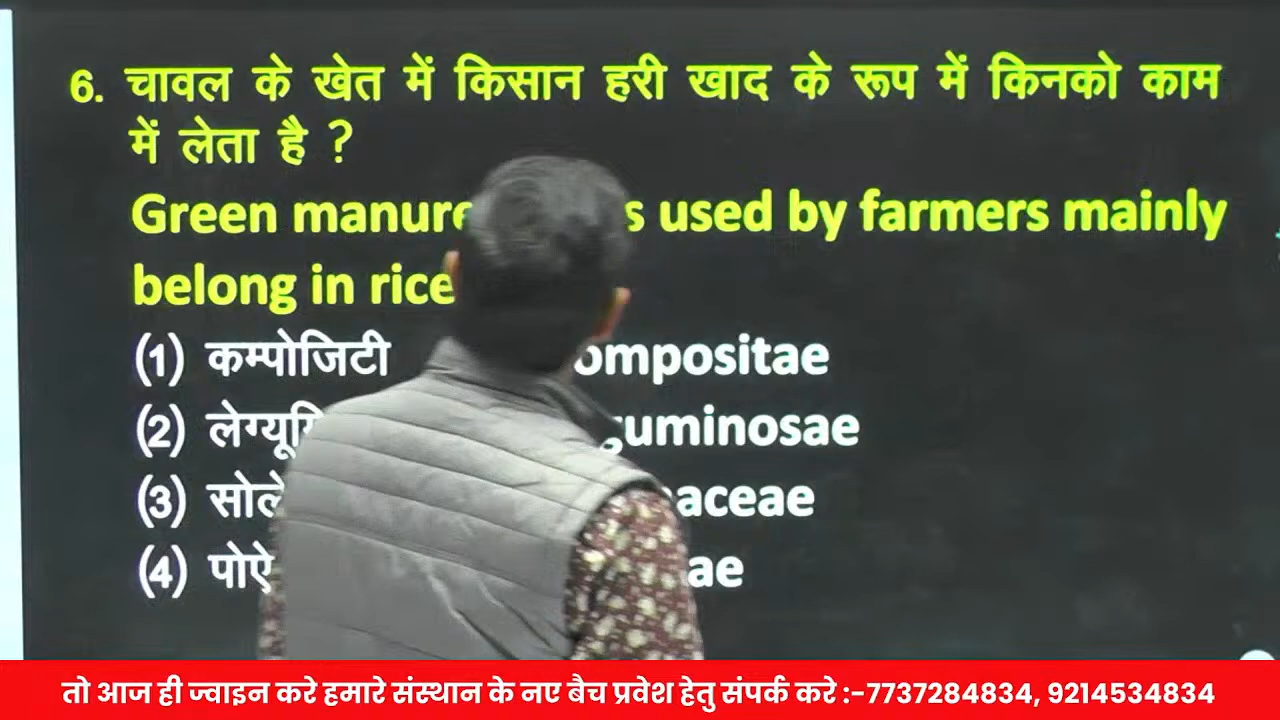 6. चावल के खेत में किसान हरी खाद के रूप में किनको काम
में लेता है ?
Green manure used by farmers mainly
belong in rice
(1) कम्पोजिटी ompositae
(2) guminosae
(3) naceae
(4) ae
तो आज ही ज्वाइन करे हमारे संस्थान के नए बैच प्रवेश हेतु संपर्क करे :-7737284834, 9214534834